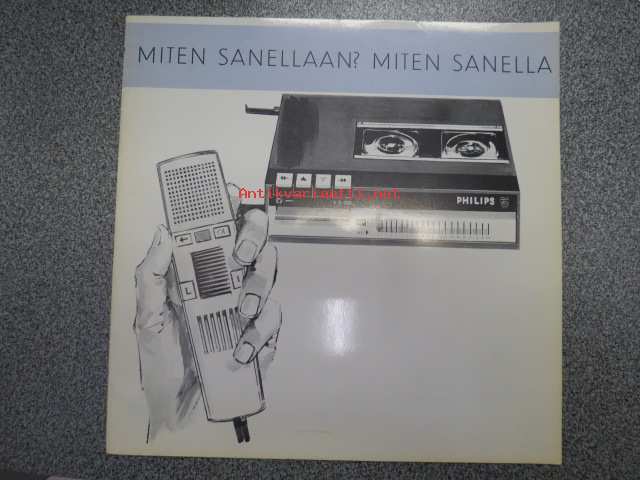 MITEN SANELLAAN? MITEN SANELLA
Antikvariaatti.net
PHILIPS
L